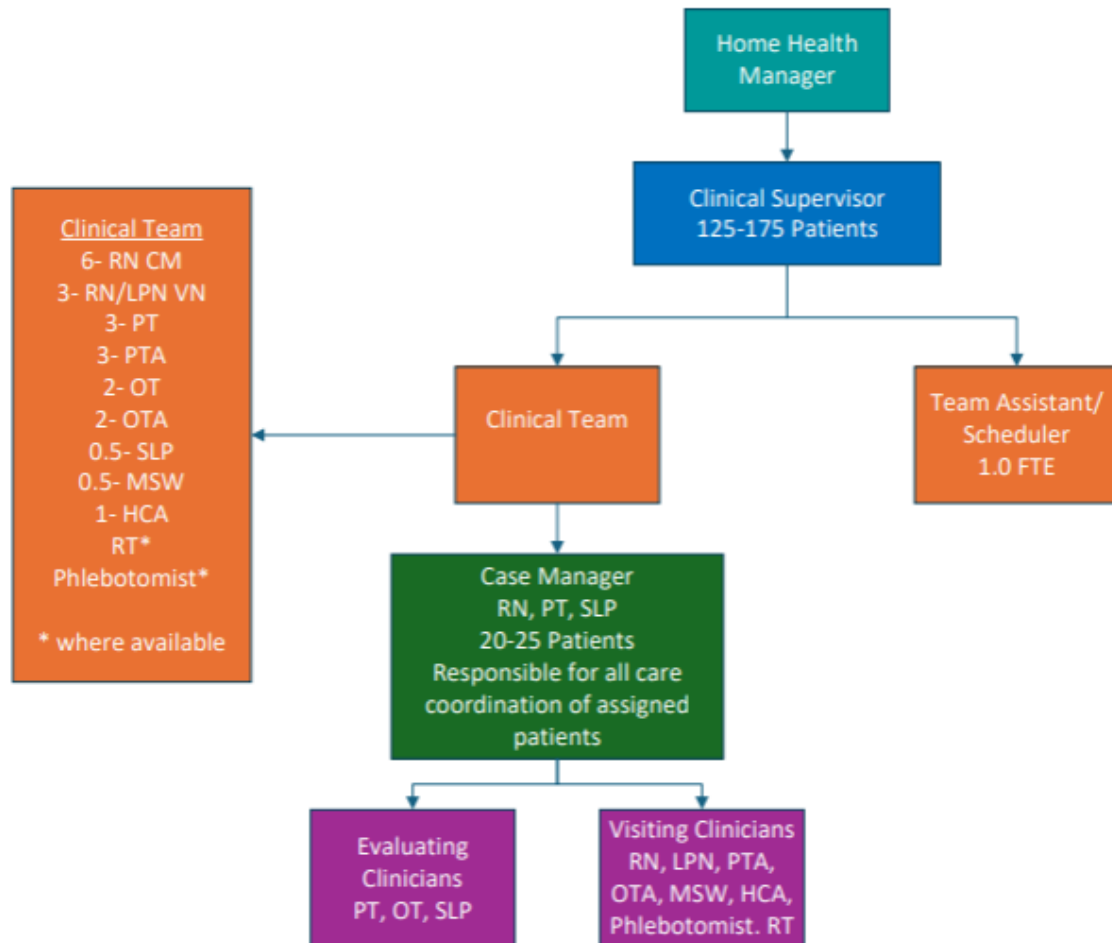 Home Health
Manager
Clinical Supervisor
125-175 Patients
Clinical Team
6- RN CM
3- RN/LPN VN
3- PT
3- PTA
2- OT
2- OTA
0.5- SLP
0.5- MSW
1- HCA
RT*
Phlebotomist*
* where available
Clinical Team
Team Assistant/
Scheduler
1.0 FTE
Case Manager
RN, PT, SLP
20-25 Patients
Responsible for all care
coordination of assigned
patients
Evaluating
Clinicians
PT, OT, SLP
Visiting Clinicians
RN, LPN, PTA,
OTA, MSW, HCA,
Phlebotomist. RT